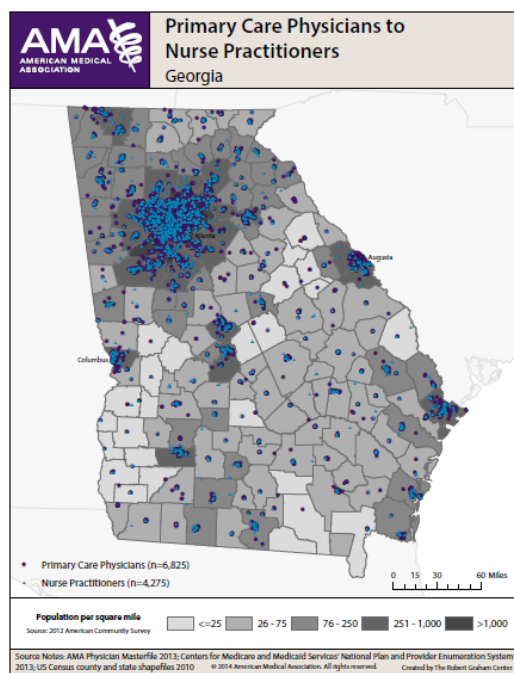 AMA
AMERICAN MEDICAL
ASSOCIATION
Primary Care Physicians to
Nurse Practitioners
Georgia
Atlanta
Augusta
Columbus
Primary Care Physicians (n=6,825)
Nurse Practitioners (n=4,275)
0 15 30 60 Miles
Population per square mile
Source: 2012 American Community Survey
<=25
26 - 75
76 - 250
251 - 1,000
>1,000
Source Notes: AMA Physician Masterfile 2013; Centers for Medicare and Medicaid Services' National Plan and Provider Enumeration System
2013; US Census county and state shapefiles 2010 © 2014 American Medical Association. All rights reserved. Created by The Robert Graham Center